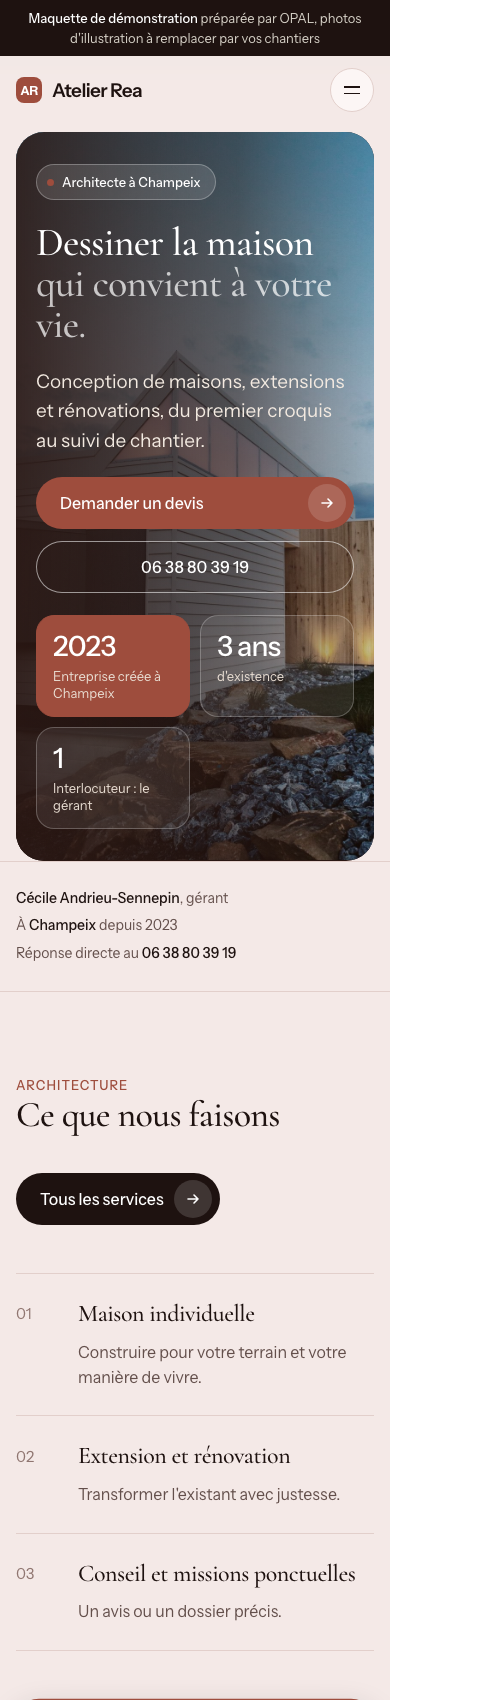 Maquette de démonstration préparée par OPAL, photos
d'illustration à remplacer par vos chantiers
AR Atelier Rea
Architecte à Champeix
Dessiner la maison
qui convient à votre
vie.
Conception de maisons, extensions
et rénovations, du premier croquis
au suivi de chantier.
Demander un devis
06 38 80 39 19
2023
Entreprise créée à
Champeix
3 ans
d'existence
1
Interlocuteur : le
gérant
Cécile Andrieu-Sennepin, gérant
À Champeix depuis 2023
Réponse directe au 06 38 80 39 19
ARCHITECTURE
Ce que nous faisons
Tous les services
01
Maison individuelle
Construire pour votre terrain et votre
manière de vivre.
02
Extension et rénovation
Transformer l'existant avec justesse.
03
Conseil et missions ponctuelles
Un avis ou un dossier précis.